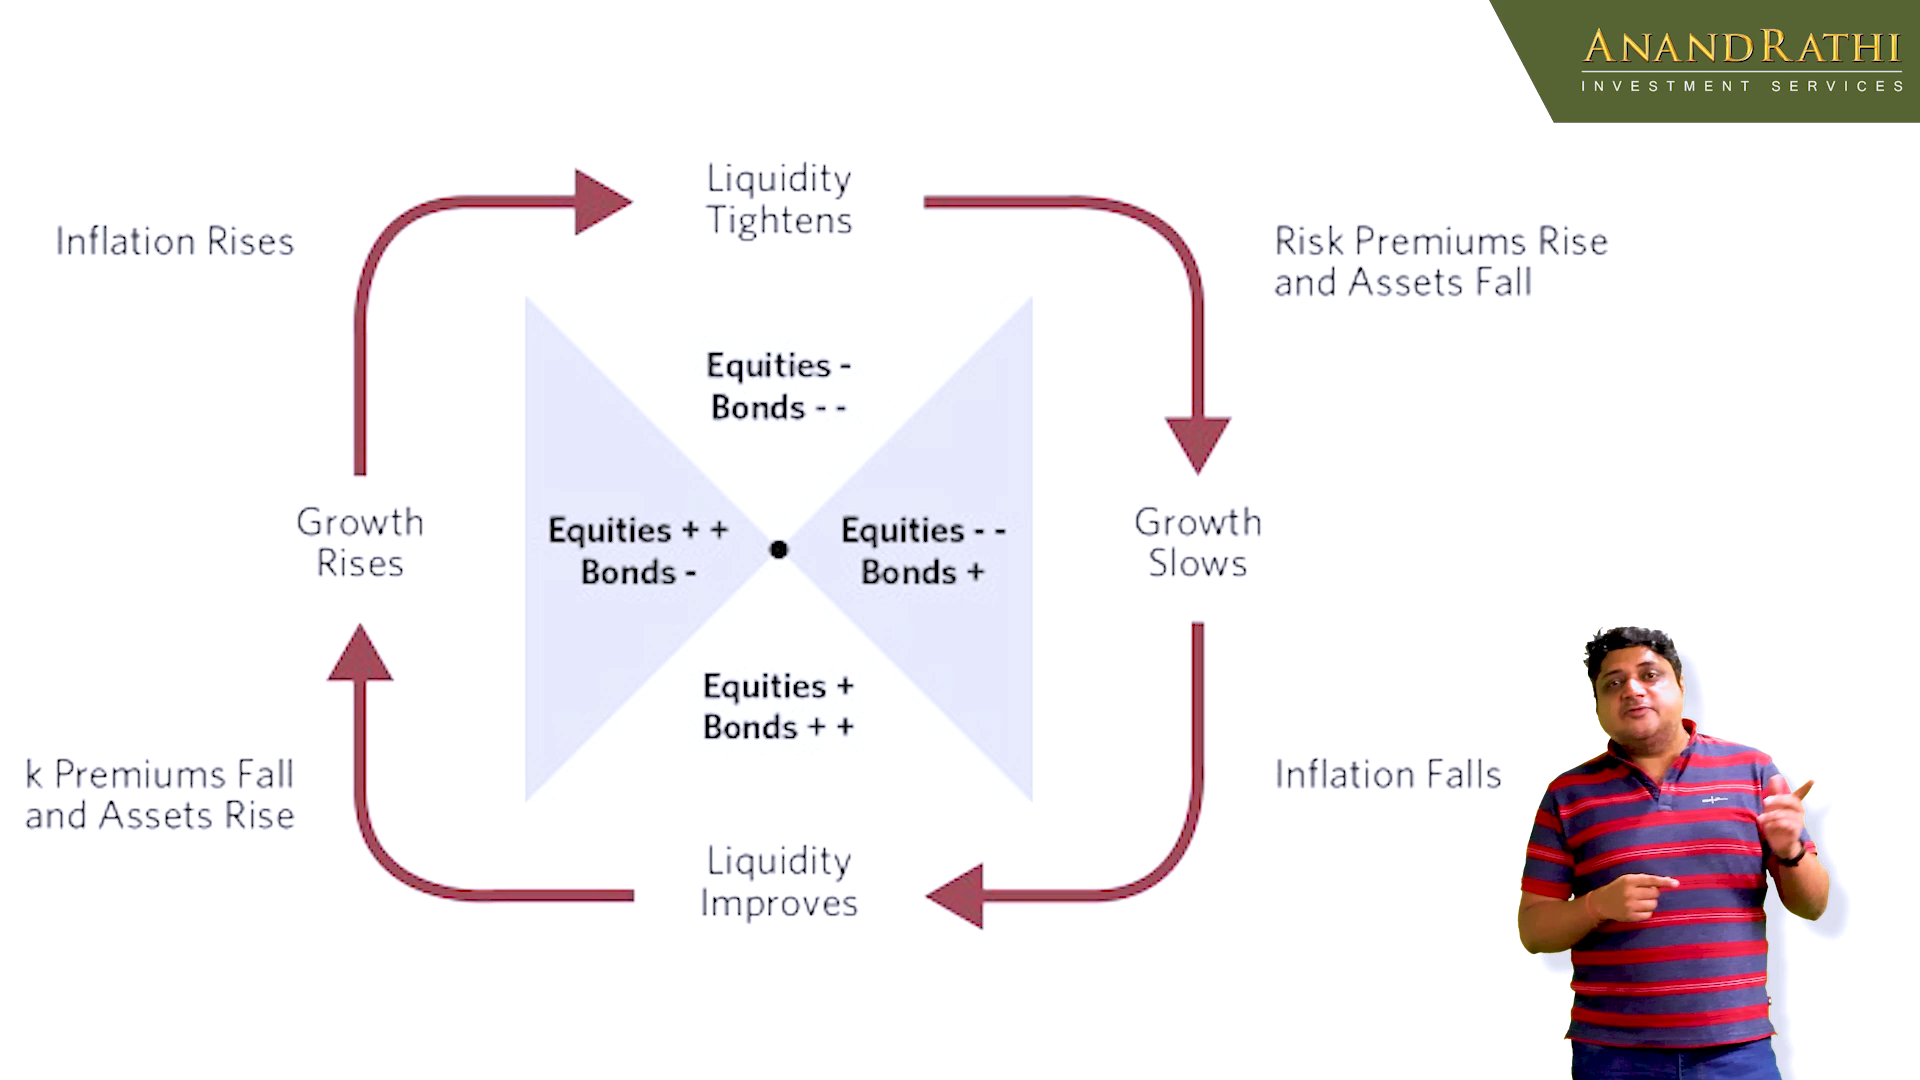 ANANDRATHI
INVESTMENT SERVICES
Liquidity
Tightens
Inflation Rises
Risk Premiums Rise
and Assets Fall
Equities -
Bonds - -
Growth
Rises
Equities + +
Bonds -
Equities - -
Bonds +
Growth
Slows
Equities +
Bonds + +
k Premiums Fall
and Assets Rise
Inflation Falls
Liquidity
Improves